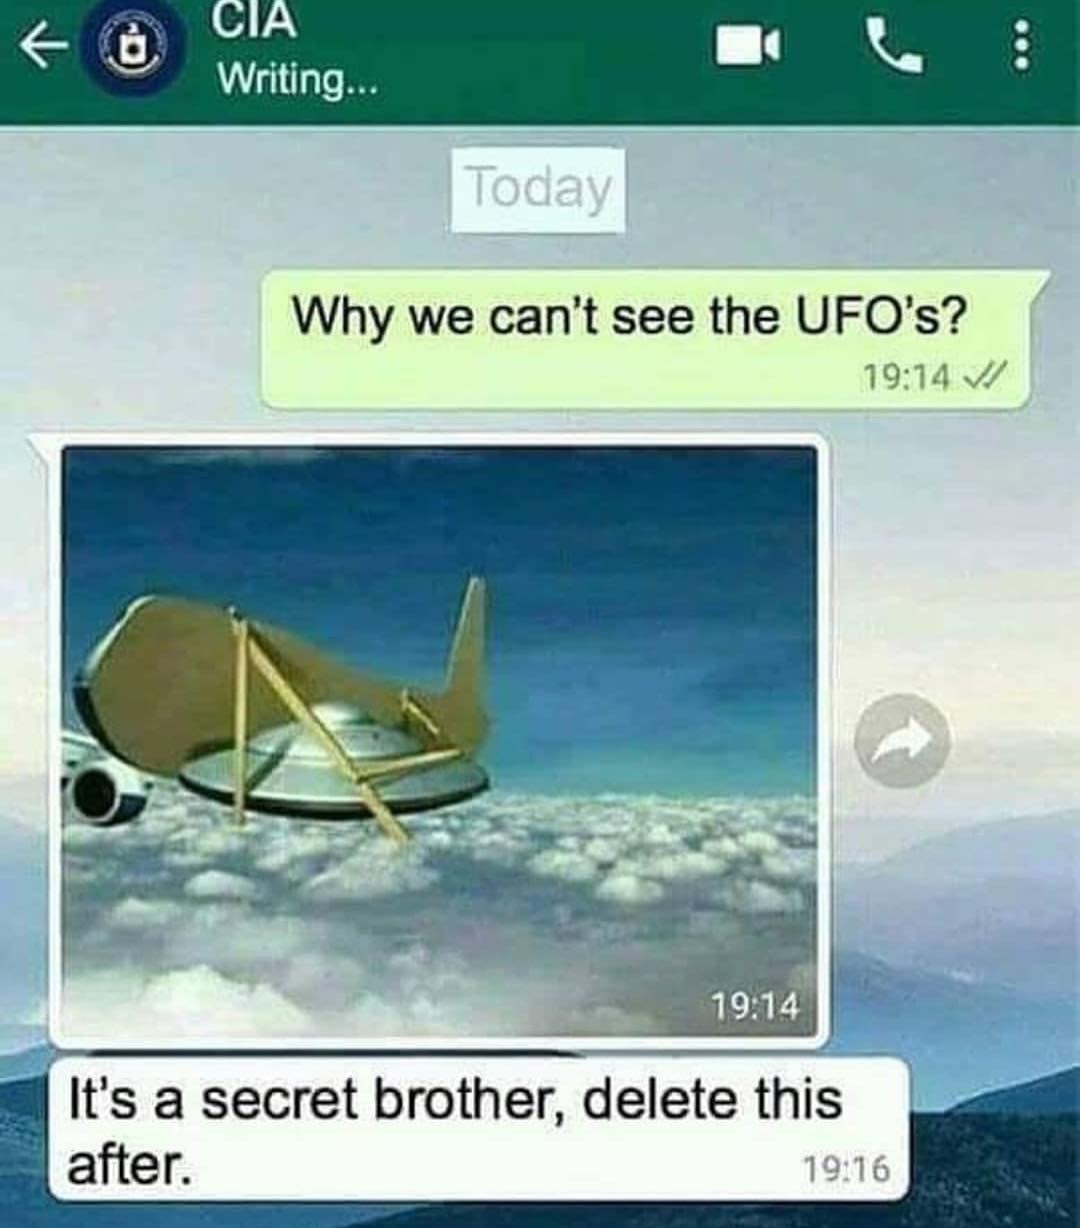 CIA
Writing...
Today
Why we can't see the UFO's?
19:14
19:14
It's a secret brother, delete this
after.
19:16